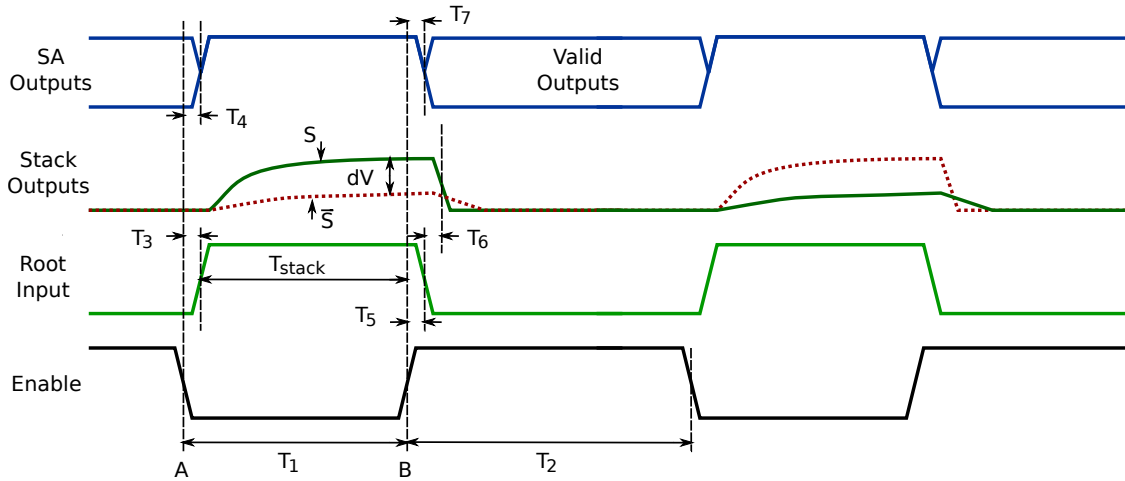 T7
SA
Outputs
Valid
Outputs
T4
S
Stack
Outputs
dV
S̅
T3
T6
Root
Input
Tstack
T5
Enable
T1
T2
A
B